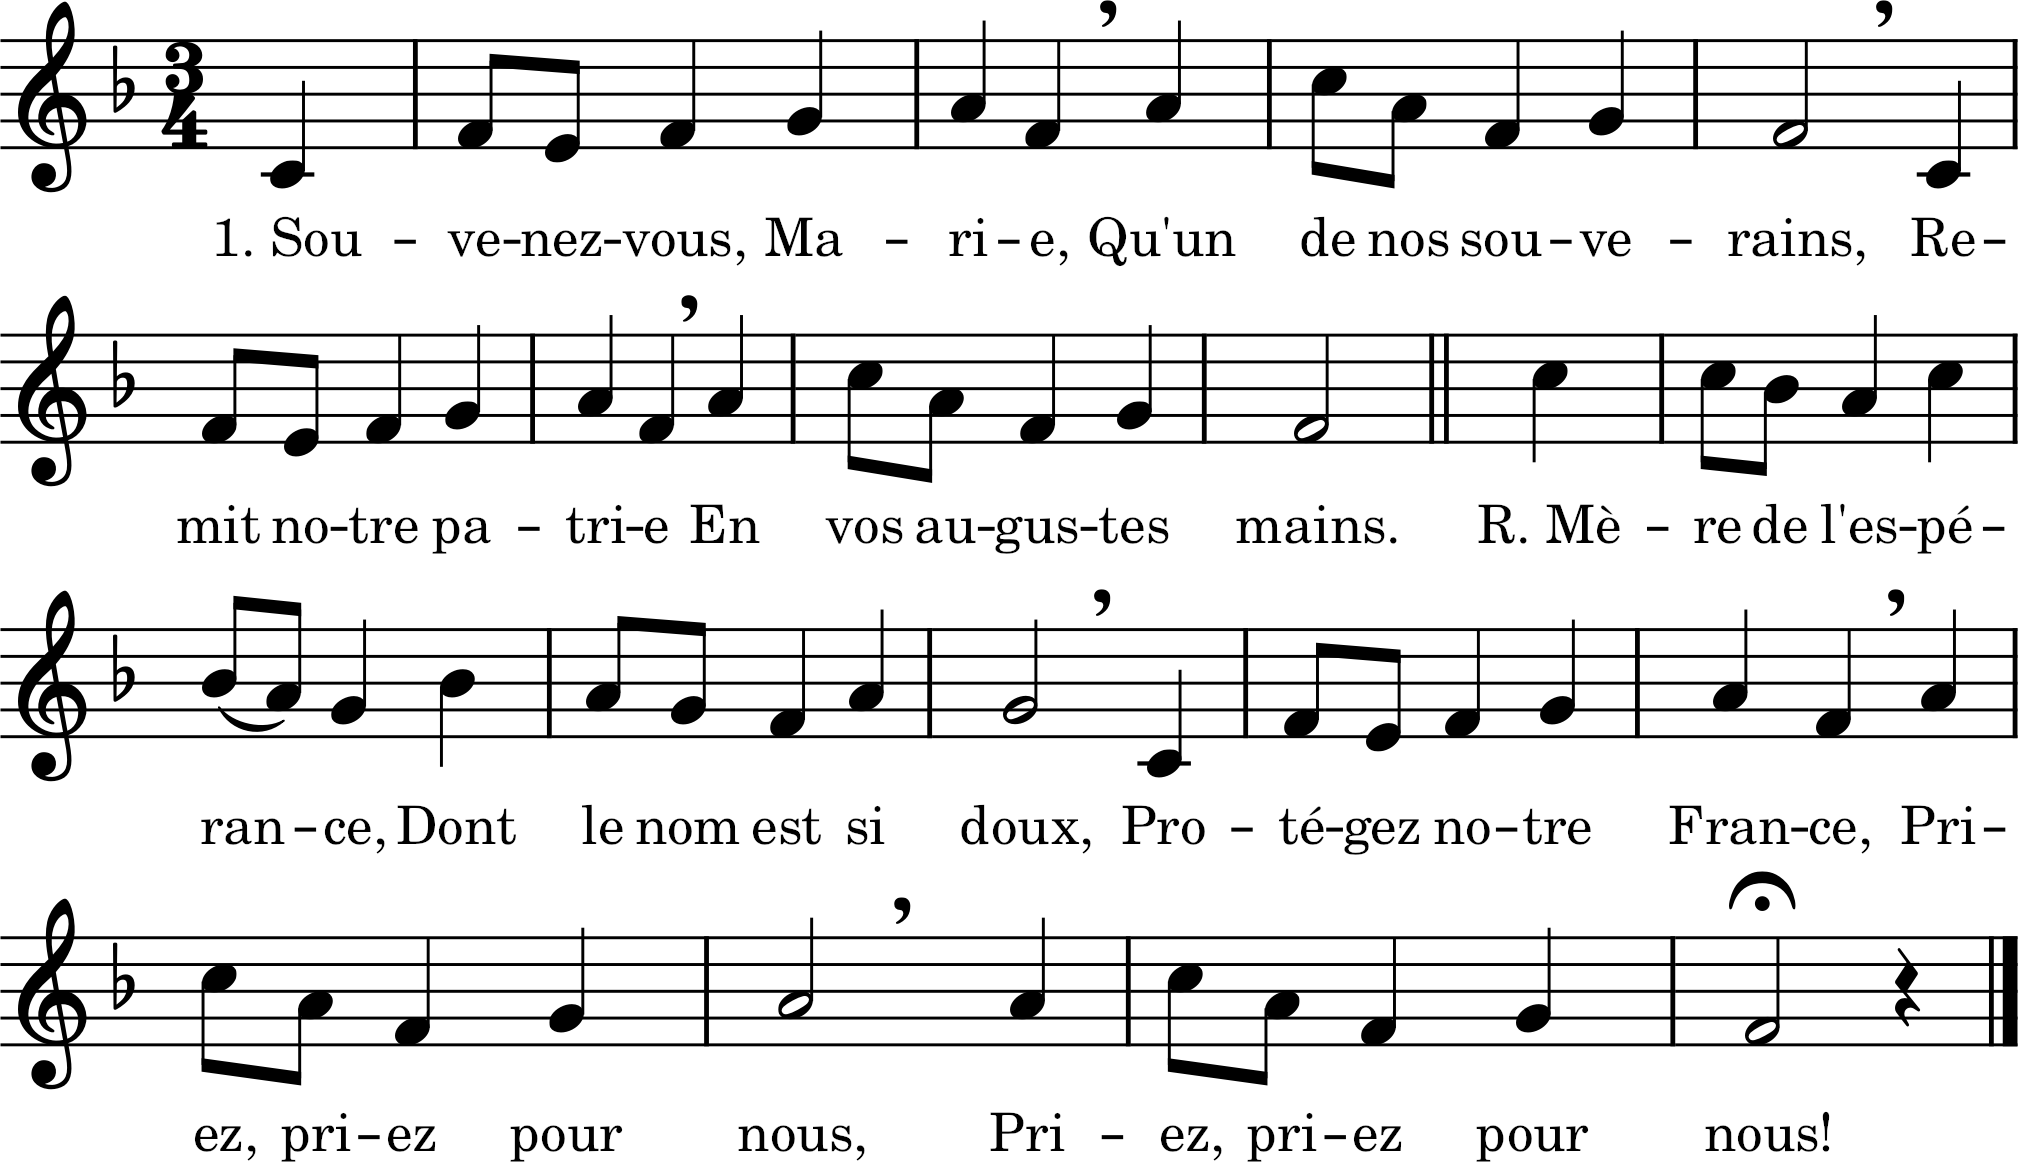 3
4
1. Sou – ve-nez-vous, Ma – ri–e, Qu'un de nos sou–ve – rains, Re–
mit no-tre pa – tri-e En vos au-gus-tes mains. R. Mè – re de l'es-pé–
ran–ce, Dont le nom est si doux, Pro – té-gez no–tre Fran-ce, Pri–
ez, pri–ez pour nous, Pri – ez, pri–ez pour nous!